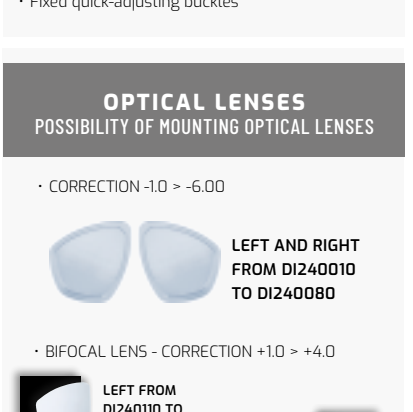 · Fixed quick-adjusting buckles
OPTICAL LENSES
POSSIBILITY OF MOUNTING OPTICAL LENSES
· CORRECTION -1.0 > -6.00
LEFT AND RIGHT
FROM DI240010
TO DI240080
· BIFOCAL LENS - CORRECTION +1.0 > +4.0
LEFT FROM
DI240110 TO